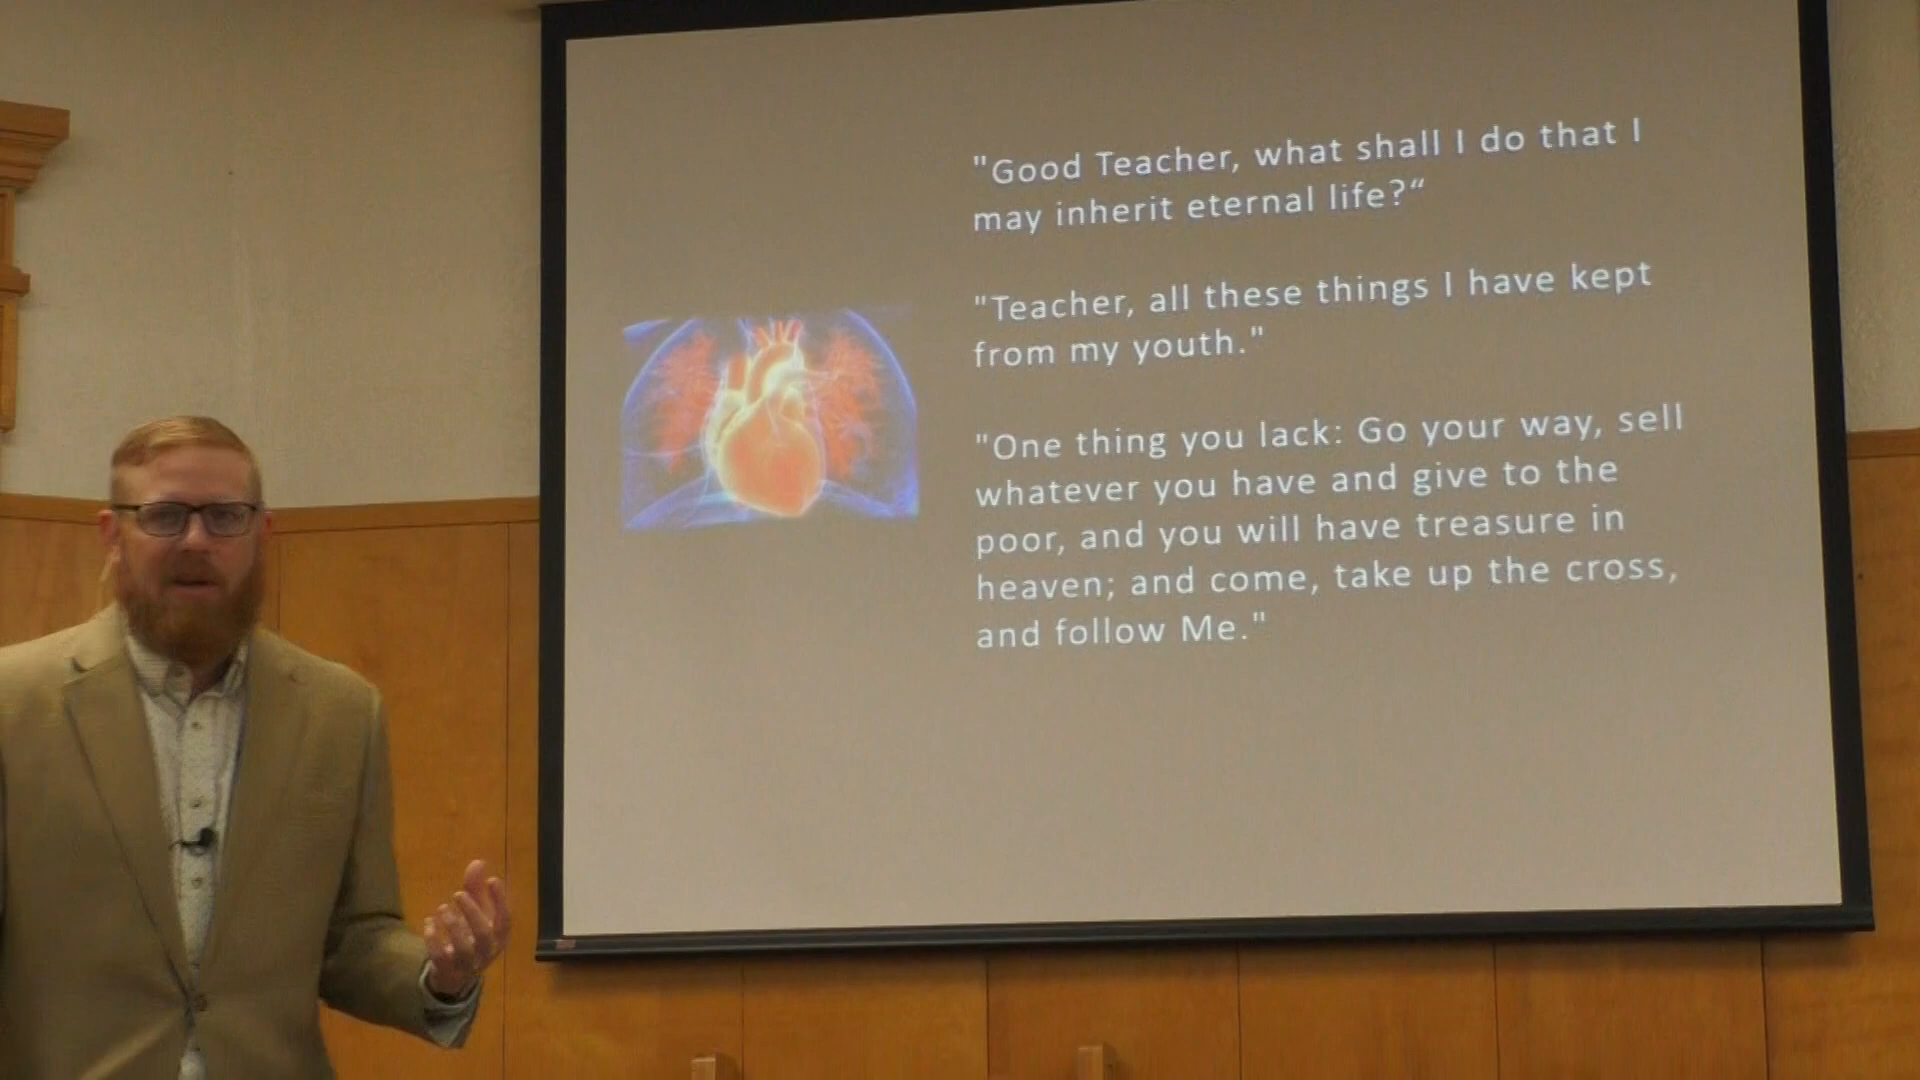 "Good Teacher, what shall I do that I
may inherit eternal life?“
"Teacher, all these things I have kept
from my youth."
"One thing you lack: Go your way, sell
whatever you have and give to the
poor, and you will have treasure in
heaven; and come, take up the cross,
and follow Me."